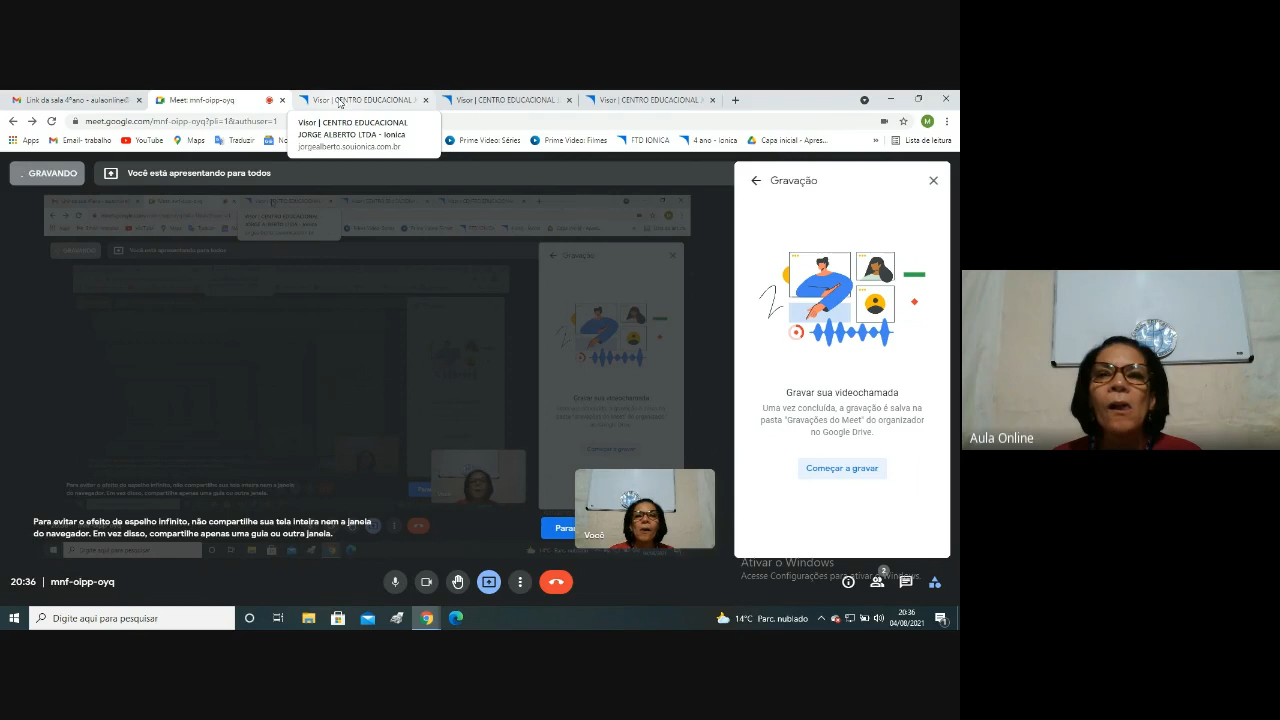 Link da sala 4ºano - aulaonline@
Meet: mnf-oipp-oyq
Visor | CENTRO EDUCACIONAL J
Visor | CENTRO EDUCACIONAL J
Visor | CENTRO EDUCACIONAL J
meet.google.com/mnf-oipp-oyq?pli=1&authuser=1
M
Visor | CENTRO EDUCACIONAL
JORGE ALBERTO LTDA - Ionica
jorgealberto.souionica.com.br
Apps
Email- trabalho
YouTube
Traduzir
Maps
Prime Video: Séries
Prime Video: Filmes
FTD IONICA
4 ano - ionica
Capa inicial - Apres...
»
Lista de leitura
GRAVANDO
Você está apresentando para todos
Gravação
Gravar sua videochamada
Uma vez concluída, a gravação é salva na
pasta "Gravações do Meet" do organizador
no Google Drive.
Começar a gravar
Aula Online
Para evitar o efeito de espelho infinito, não compartilhe sua tela inteira nem a janela
do navegador. Em vez disso, compartilhe apenas uma guia ou outra janela.
Você
Ativar o Windows
Acesse Configurações para ativar o Windows.
20:36 | mnf-oipp-oyq
2
Digite aqui para pesquisar
14°C Parc. nublado
20:36
04/08/2021